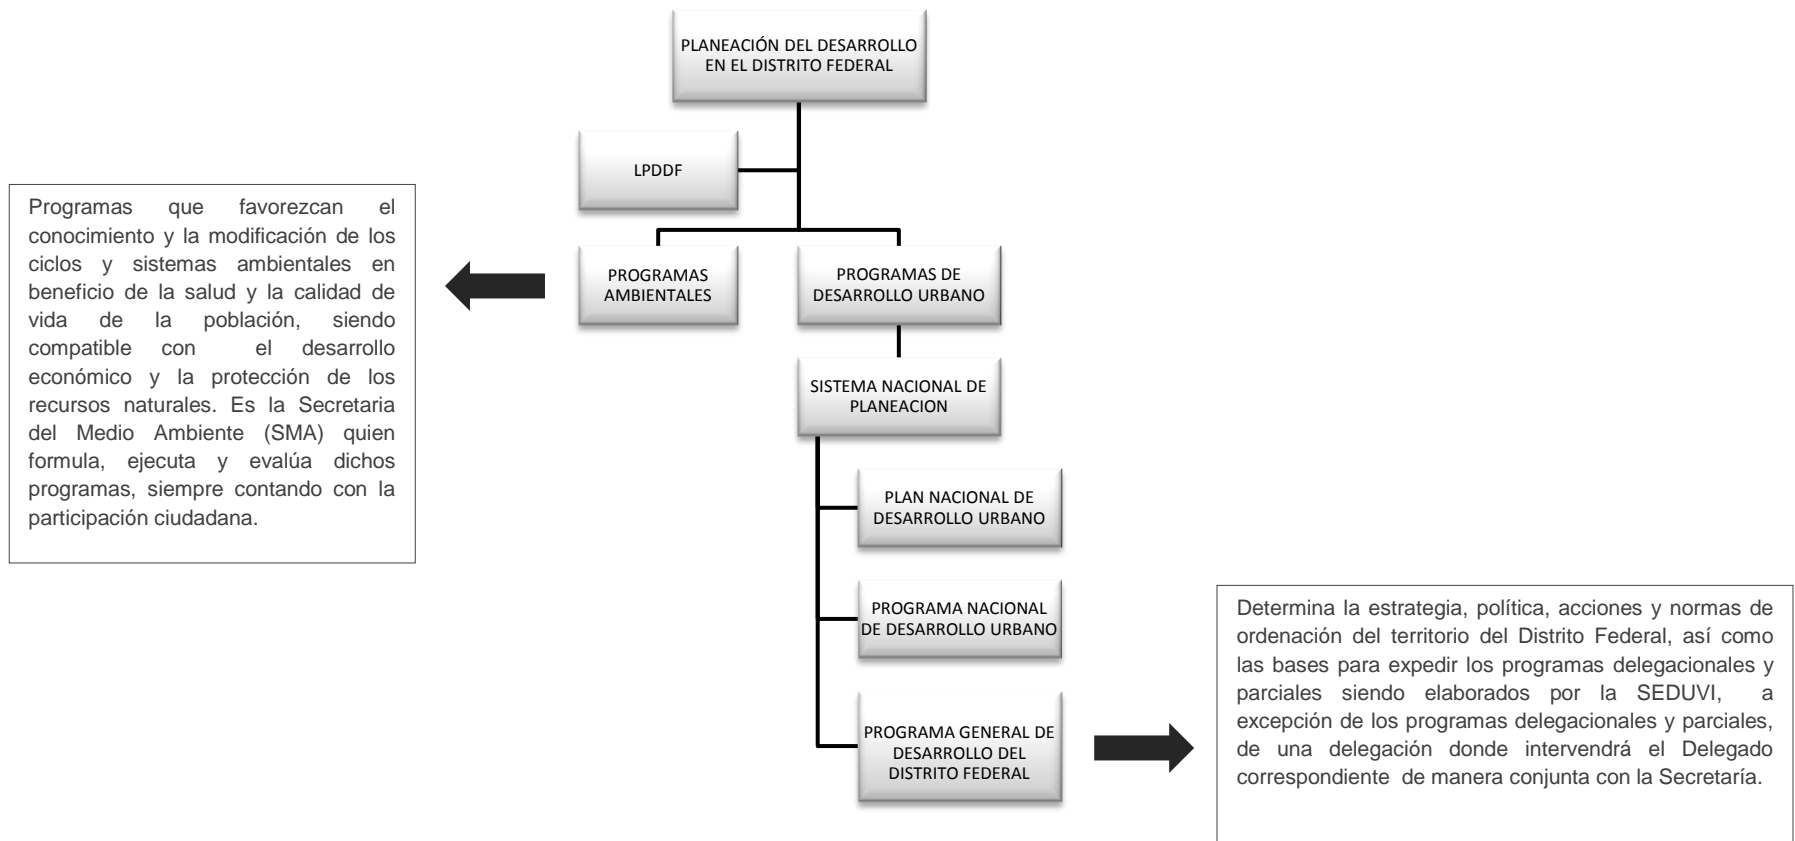 PLANEACIÓN DEL DESARROLLO
EN EL DISTRITO FEDERAL
LPDDF
PROGRAMAS
AMBIENTALES
PROGRAMAS DE
DESARROLLO URBANO
Programas que favorezcan el
conocimiento y la modificación de los
ciclos y sistemas ambientales en
beneficio de la salud y la calidad de
vida de la población, siendo
compatible con el desarrollo
económico y la protección de los
recursos naturales. Es la Secretaria
del Medio Ambiente (SMA) quien
formula, ejecuta y evalúa dichos
programas, siempre contando con la
participación ciudadana.
SISTEMA NACIONAL DE
PLANEACION
PLAN NACIONAL DE
DESARROLLO URBANO
PROGRAMA NACIONAL
DE DESARROLLO URBANO
PROGRAMA GENERAL DE
DESARROLLO DEL
DISTRITO FEDERAL
Determina la estrategia, política, acciones y normas de
ordenación del territorio del Distrito Federal, así como
las bases para expedir los programas delegacionales y
parciales siendo elaborados por la SEDUVI, a
excepción de los programas delegacionales y parciales,
de una delegación donde intervendrá el Delegado
correspondiente de manera conjunta con la Secretaría.